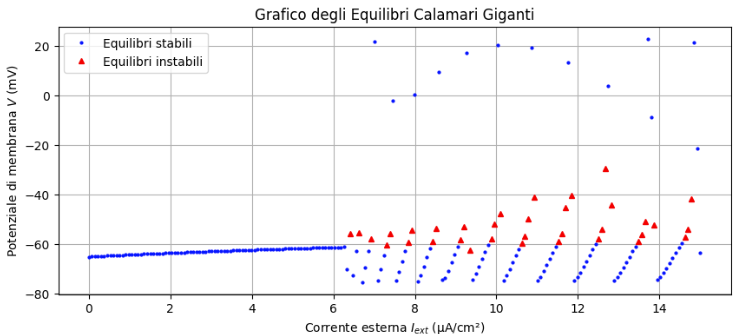 Grafico degli Equilibri Calamari Giganti
Equilibri stabili
Equilibri instabili
Potenziale di membrana V (mV)
20
0
−20
−40
−60
−80
0 2 4 6 8 10 12 14
Corrente esterna I_ext (μA/cm²)